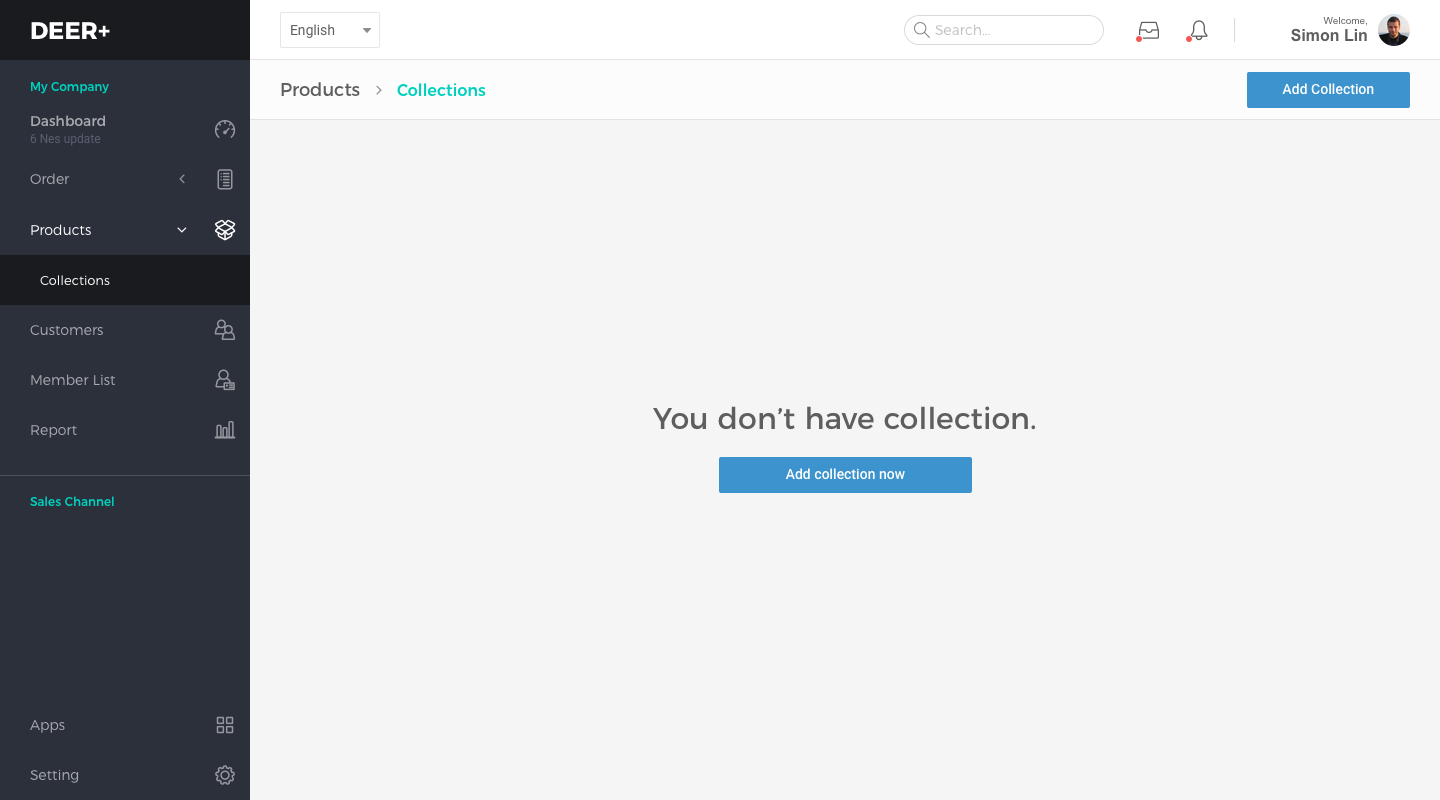 DEER+
English
Search...
Welcome,
Simon Lin
My Company
Dashboard
6 Nes update
Order
Products
Collections
Customers
Member List
Report
Sales Channel
Apps
Setting
Products > Collections
Add Collection
You don’t have collection.
Add collection now